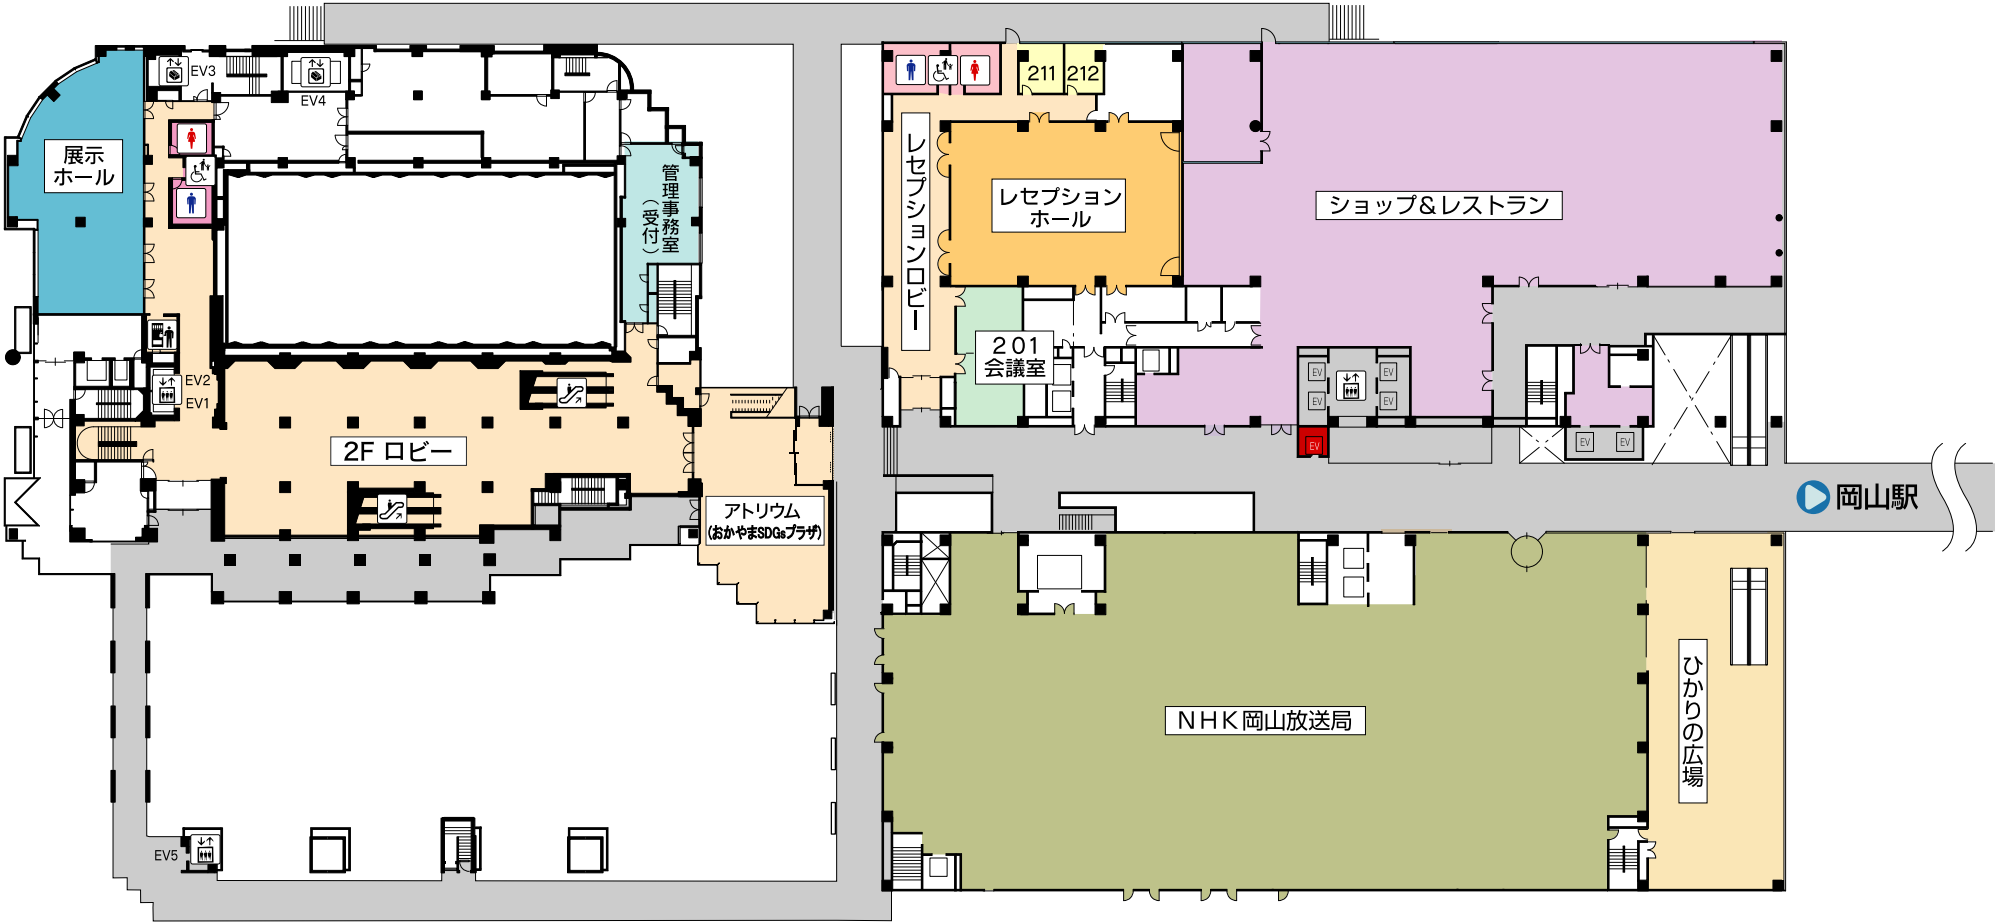 EV3
EV4
展示
ホール
管理事務室
（受付）
EV2
EV1
2F ロビー
アトリウム
(おかやまSDGsプラザ)
EV5
211
212
レセプションロビー
レセプション
ホール
ショップ&レストラン
201
会議室
EV
EV
EV
EV
EV
EV
EV
岡山駅
NHK岡山放送局
ひかりの広場